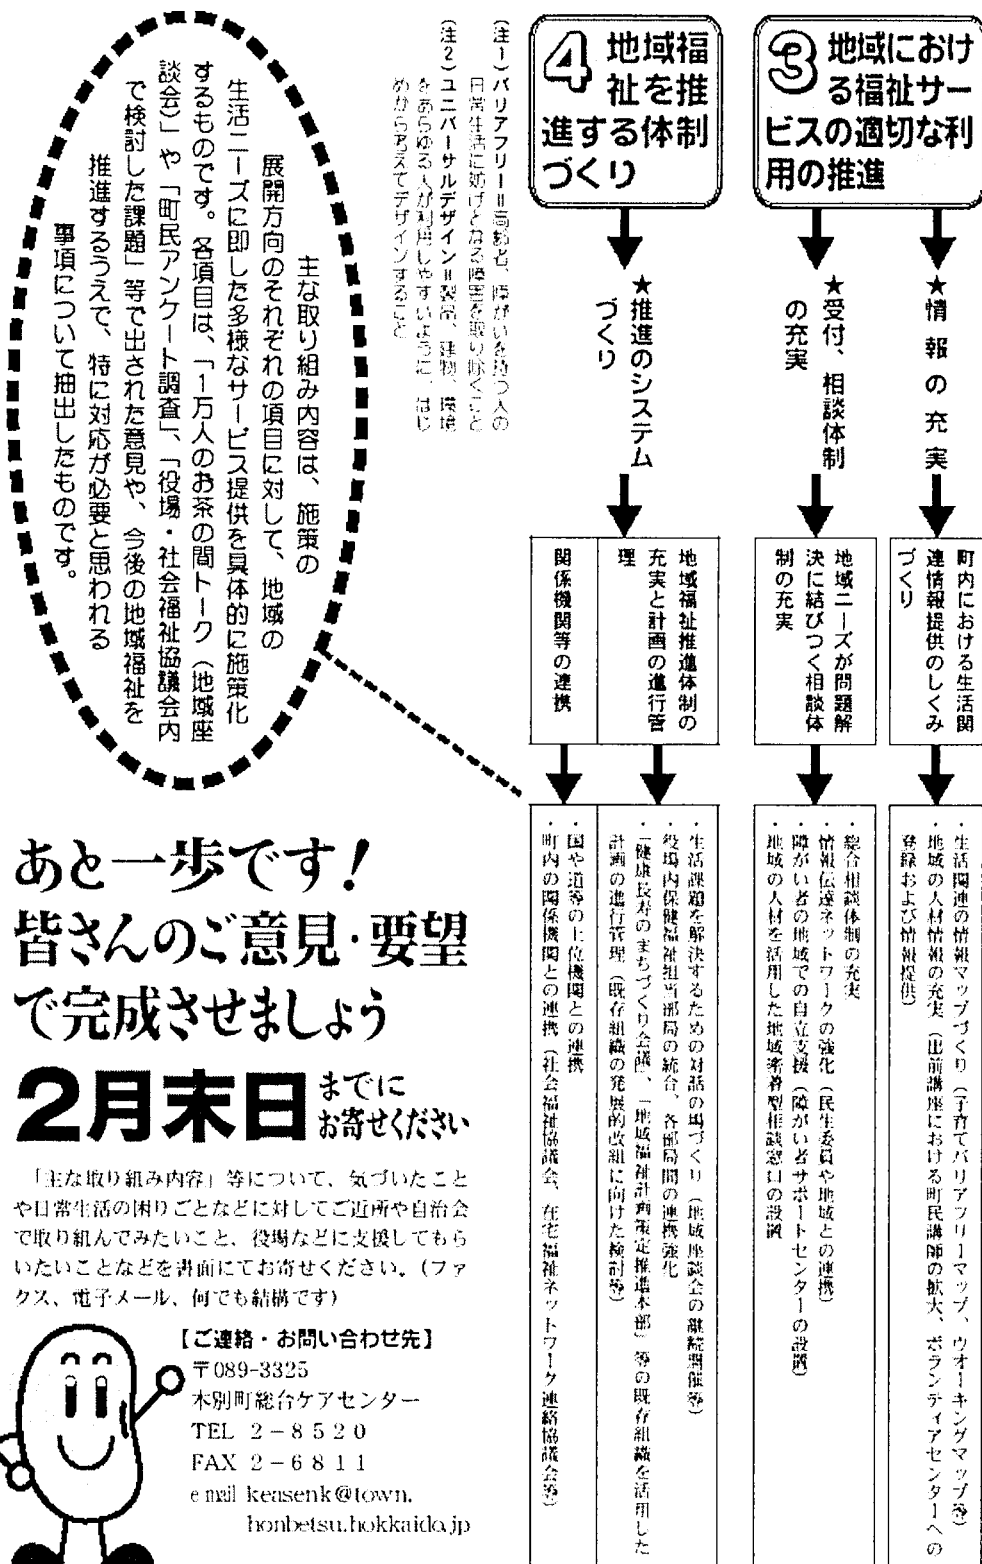 3 地域におけ
る福祉サー
ビスの適切な利
用の推進
★情報の充実
町内における生活関
連情報提供のしくみ
づくり
・生活関連の情報マップづくり（子育てバリアフリーマップ、ウオーキングマップ等）
・地域の人材情報の充実（出前講座における町民講師の拡大、ボランティアセンターへの
登録および情報提供）
★受付、相談体制
の充実
地域ニーズが問題解
決に結びつく相談体
制の充実
・総合相談体制の充実
・情報伝達ネットワークの強化（民生委員や地域との連携）
・障がい者の地域での自立支援（障がい者サポートセンターの設置）
・地域の人材を活用した地域密着型相談窓口の設置
4 地域福
祉を推
進する体制
づくり
★推進のシステム
づくり
地域福祉推進体制の
充実と計画の進行管
理
・生活課題を解決するための対話の場づくり（地域座談会の継続開催等）
・役場内保健福祉担当部局の統合、各部局間の連携強化
・「健康長寿のまちづくり会議」、「地域福祉計画策定推進本部」等の既存組織を活用した
計画の進行管理（既存組織の発展的改組に向けた検討等）
関係機関等の連携
・国や道等の上位機関との連携
・町内の関係機関との連携（社会福祉協議会、在宅福祉ネットワーク連絡協議会等）
（注１）バリアフリー＝高齢者、障がいを持つ人の
日常生活に妨げとなる障害を取り除くこと
（注２）ユニバーサルデザイン＝製品、建物、環境
をあらゆる人が利用しやすいように、はじ
めから考えてデザインすること
主な取り組み内容は、施策の
展開方向のそれぞれの項目に対して、地域の
生活ニーズに即した多様なサービス提供を具体的に施策化
するものです。各項目は、「１万人のお茶の間トーク（地域座
談会）」や「町民アンケート調査」、「役場・社会福祉協議会内
で検討した課題」等で出された意見や、今後の地域福祉を
推進するうえで、特に対応が必要と思われる
事項について抽出したものです。
あと一歩です！
皆さんのご意見・要望
で完成させましょう
2月末日までに
お寄せください
「主な取り組み内容」等について、気づいたこと
や日常生活の困りごとなどに対してご近所や自治会
で取り組んでみたいこと、役場などに支援してもら
いたいことなどを書面にてお寄せください。（ファ
クス、電子メール、何でも結構です）
【ご連絡・お問い合わせ先】
〒089-3325
本別町総合ケアセンター
TEL 2－8520
FAX 2－6811
e mail keasenk@town.
honbetsu.hokkaido.jp